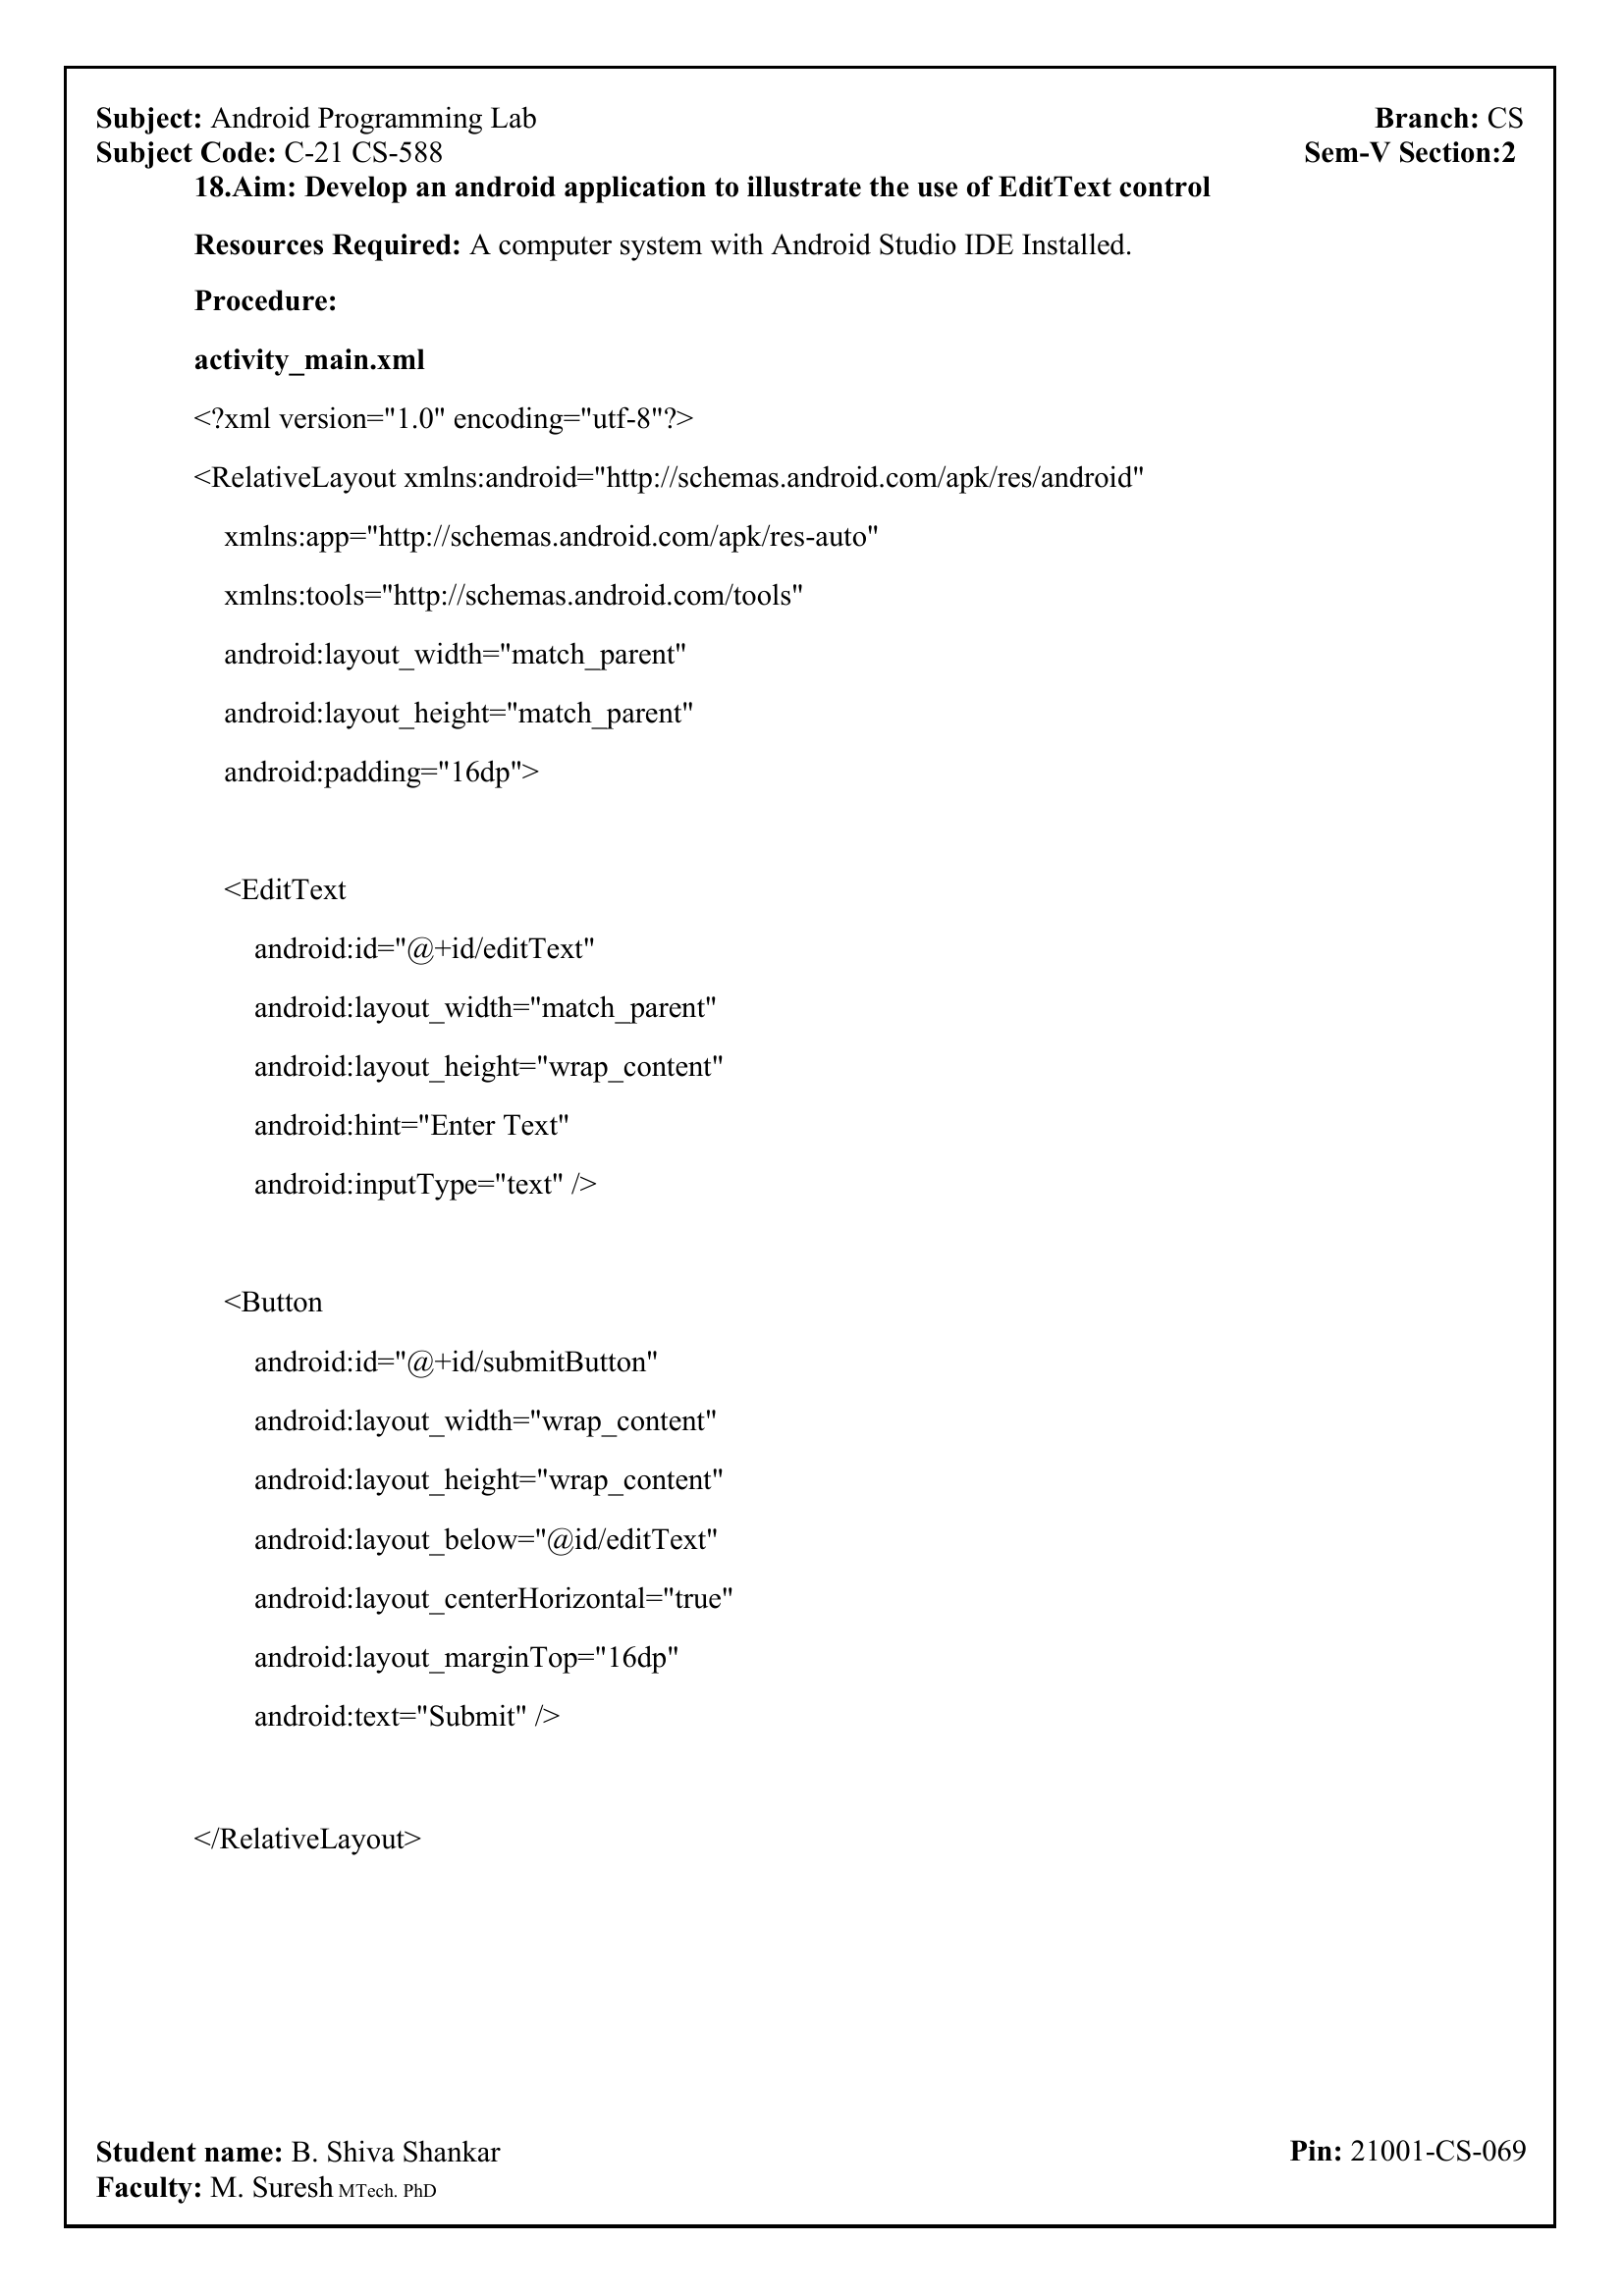 Subject: Android Programming Lab Branch: CS
Subject Code: C-21 CS-588 Sem-V Section:2
18.Aim: Develop an android application to illustrate the use of EditText control
Resources Required: A computer system with Android Studio IDE Installed.
Procedure:
activity_main.xml
<?xml version="1.0" encoding="utf-8"?>
<RelativeLayout xmlns:android="http://schemas.android.com/apk/res/android"
xmlns:app="http://schemas.android.com/apk/res-auto"
xmlns:tools="http://schemas.android.com/tools"
android:layout_width="match_parent"
android:layout_height="match_parent"
android:padding="16dp">
<EditText
android:id="@+id/editText"
android:layout_width="match_parent"
android:layout_height="wrap_content"
android:hint="Enter Text"
android:inputType="text" />
<Button
android:id="@+id/submitButton"
android:layout_width="wrap_content"
android:layout_height="wrap_content"
android:layout_below="@id/editText"
android:layout_centerHorizontal="true"
android:layout_marginTop="16dp"
android:text="Submit" />
</RelativeLayout>
Student name: B. Shiva Shankar Pin: 21001-CS-069
Faculty: M. Suresh MTech. PhD